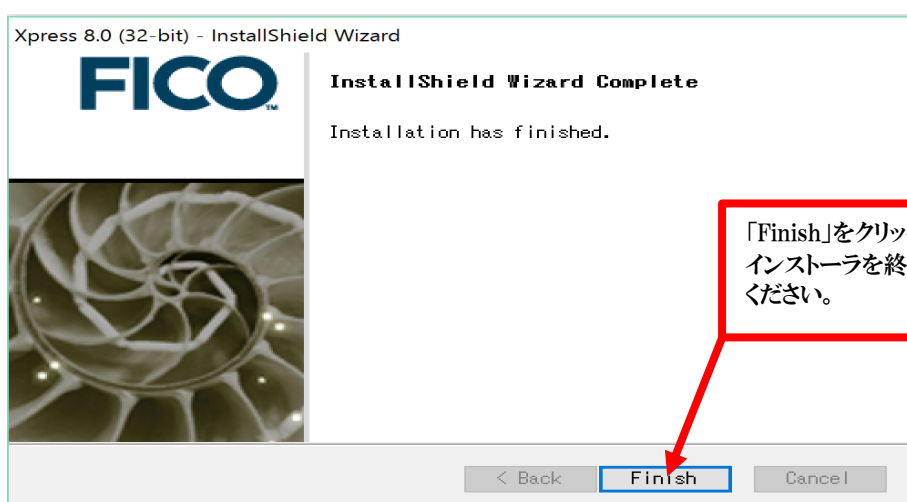 Xpress 8.0 (32-bit) - InstallShield Wizard
FICO
InstallShield Wizard Complete
Installation has finished.
「Finish」をクリッ
インストーラを終
ください。
< Back
Finish
Cancel